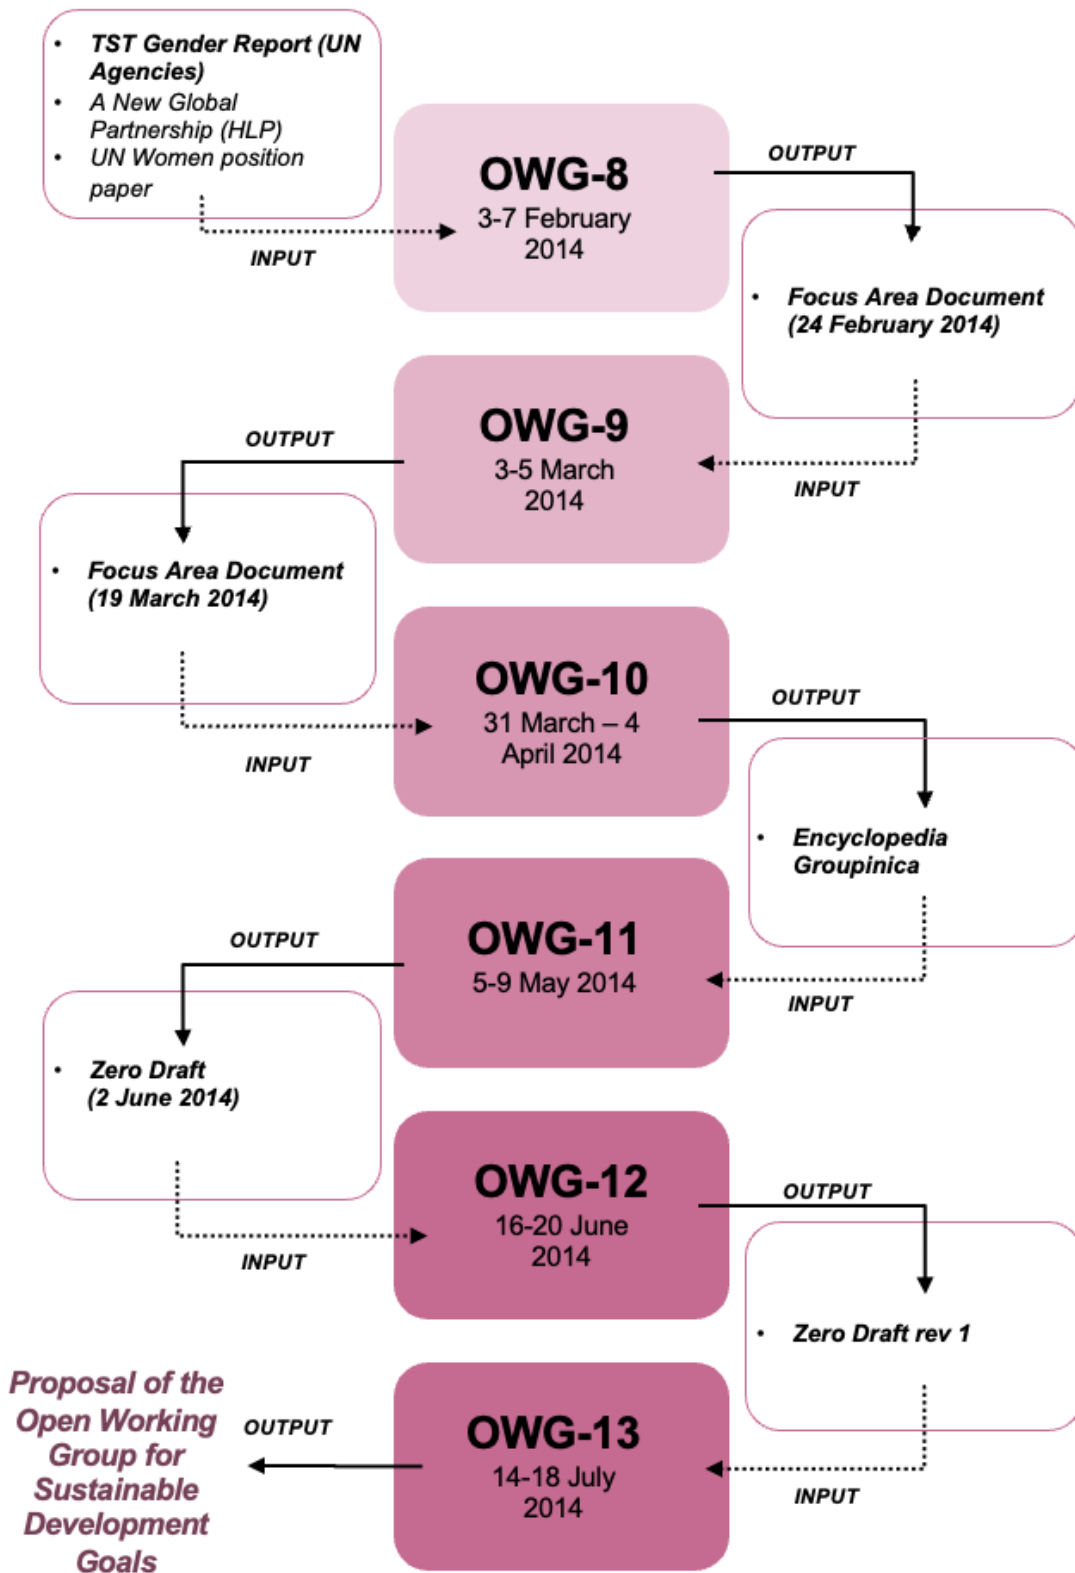 • TST Gender Report (UN
Agencies)
• A New Global
Partnership (HLP)
• UN Women position
paper
INPUT
OWG-8
3-7 February
2014
OUTPUT
• Focus Area Document
(24 February 2014)
INPUT
OWG-9
3-5 March
2014
OUTPUT
• Focus Area Document
(19 March 2014)
INPUT
OWG-10
31 March – 4
April 2014
OUTPUT
• Encyclopedia
Groupinica
INPUT
OWG-11
5-9 May 2014
OUTPUT
• Zero Draft
(2 June 2014)
INPUT
OWG-12
16-20 June
2014
OUTPUT
• Zero Draft rev 1
INPUT
OWG-13
14-18 July
2014
OUTPUT
Proposal of the
Open Working
Group for
Sustainable
Development
Goals